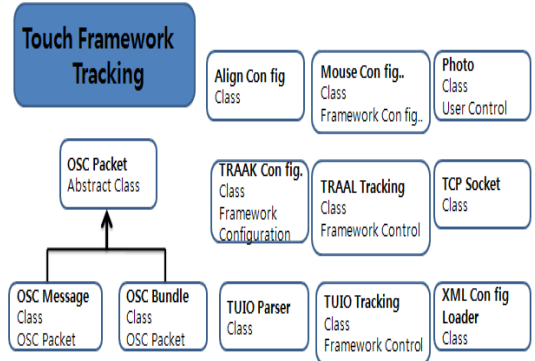 Touch Framework
Tracking
Align Con fig
Class
Mouse Con fig..
Class
Framework Con fig..
Photo
Class
User Control
OSC Packet
Abstract Class
TRAAK Con fig.
Class
Framework
Configuration
TRAAL Tracking
Class
Framework Control
TCP Socket
Class
OSC Message
Class
OSC Packet
OSC Bundle
Class
OSC Packet
TUIO Parser
Class
TUIO Tracking
Class
Framework Control
XML Con fig
Loader
Class